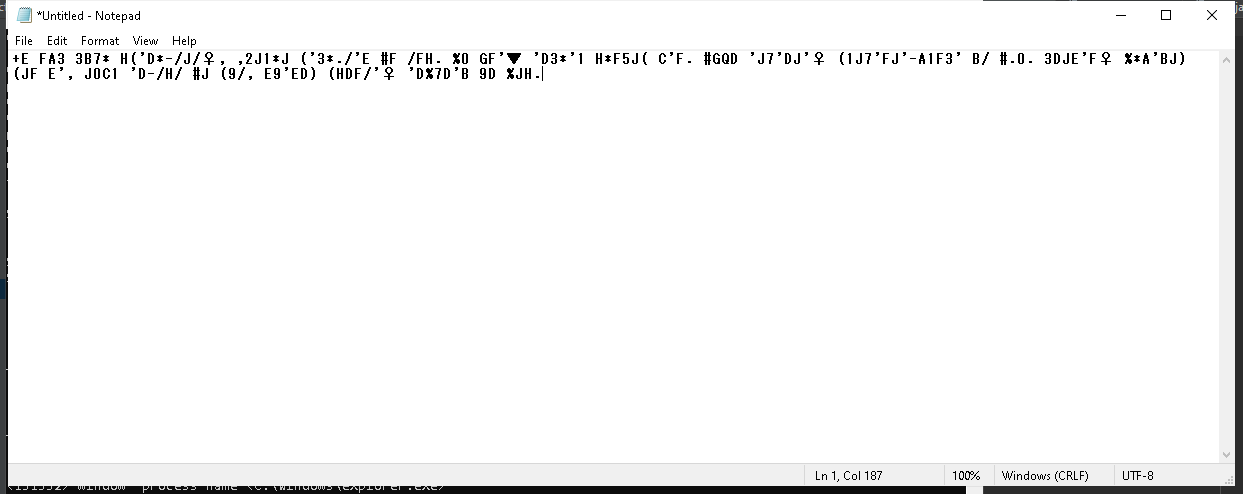 *Untitled - Notepad
File Edit Format View Help
+E FA3 3B7* H('D*-/J/♀, ,2J1*J ('3*./'E #F /FH. %0 GF'▼ 'D3*'1 H*F5J( C'F. #GQD 'J7'DJ'♀ (1J7'FJ'-A1F3' B/ #.0. 3DJE'F♀ %*A'BJ)
(JF E', JOC1 'D-/H/ #J (9/, E9'ED) (HDF/'♀ 'D%7D'B 9D %JH.
Ln 1, Col 187 100% Windows (CRLF) UTF-8